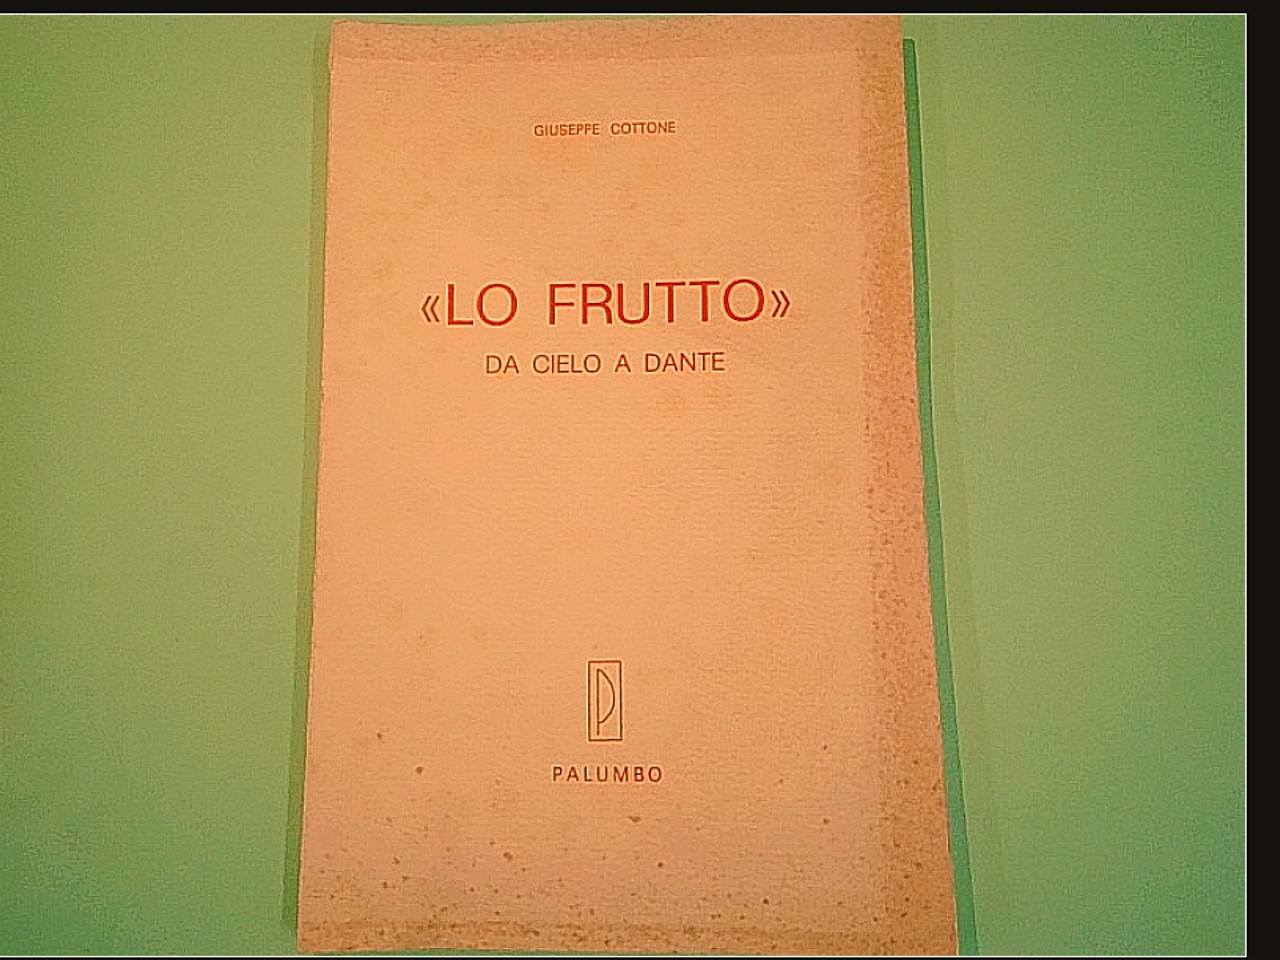 GIUSEPPE COTTONE
«LO FRUTTO»
DA CIELO A DANTE
P
PALUMBO